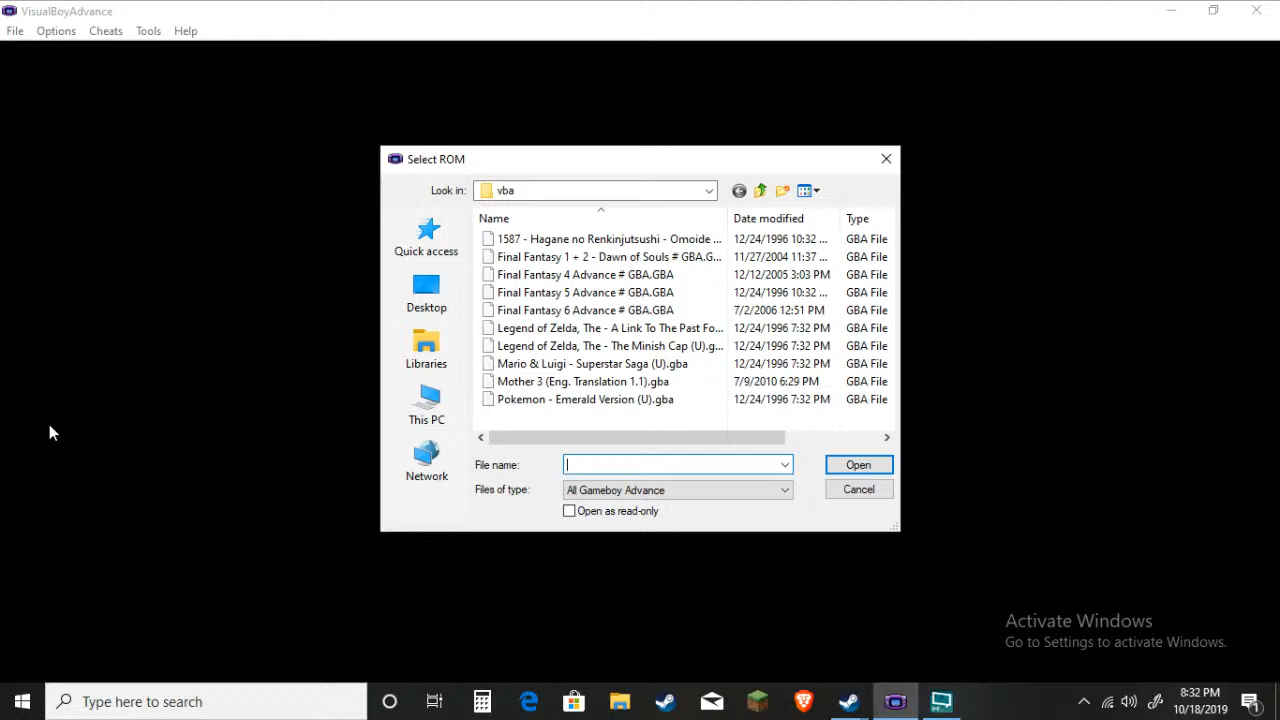 VisualBoyAdvance
File Options Cheats Tools Help
Select ROM
Look in: vba
Name Date modified Type
1587 - Hagane no Renkinjutsushi - Omoide ... 12/24/1996 10:32 ... GBA File
Final Fantasy 1 + 2 - Dawn of Souls # GBA.G... 11/27/2004 11:37 ... GBA File
Final Fantasy 4 Advance # GBA.GBA 12/12/2005 3:03 PM GBA File
Final Fantasy 5 Advance # GBA.GBA 12/24/1996 10:32 ... GBA File
Final Fantasy 6 Advance # GBA.GBA 7/2/2006 12:51 PM GBA File
Legend of Zelda, The - A Link To The Past Fo... 12/24/1996 7:32 PM GBA File
Legend of Zelda, The - The Minish Cap (U).g... 12/24/1996 7:32 PM GBA File
Mario & Luigi - Superstar Saga (U).gba 12/24/1996 7:32 PM GBA File
Mother 3 (Eng. Translation 1.1).gba 7/9/2010 6:29 PM GBA File
Pokemon - Emerald Version (U).gba 12/24/1996 7:32 PM GBA File
Quick access
Desktop
Libraries
This PC
Network
File name: Open
Files of type: All Gameboy Advance Cancel
Open as read-only
Activate Windows
Go to Settings to activate Windows.
Type here to search
8:32 PM
10/18/2019
1